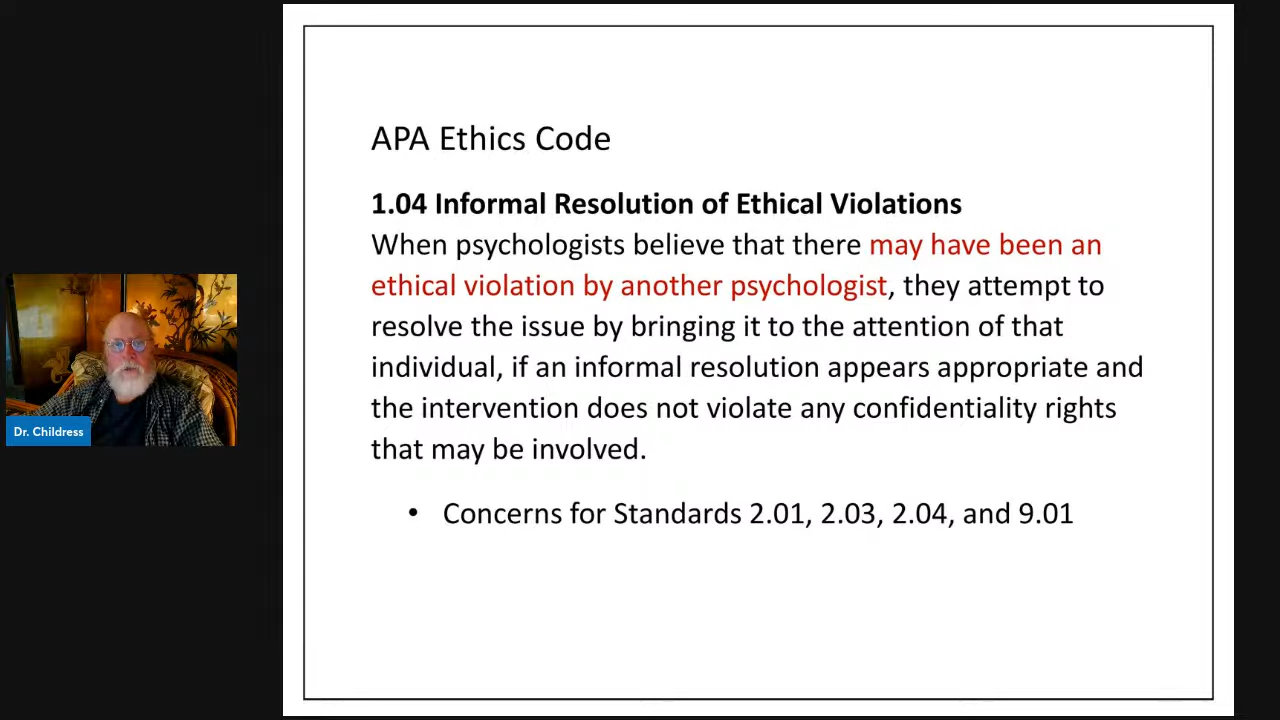 APA Ethics Code
1.04 Informal Resolution of Ethical Violations
When psychologists believe that there may have been an
ethical violation by another psychologist, they attempt to
resolve the issue by bringing it to the attention of that
individual, if an informal resolution appears appropriate and
the intervention does not violate any confidentiality rights
that may be involved.
• Concerns for Standards 2.01, 2.03, 2.04, and 9.01
Dr. Childress